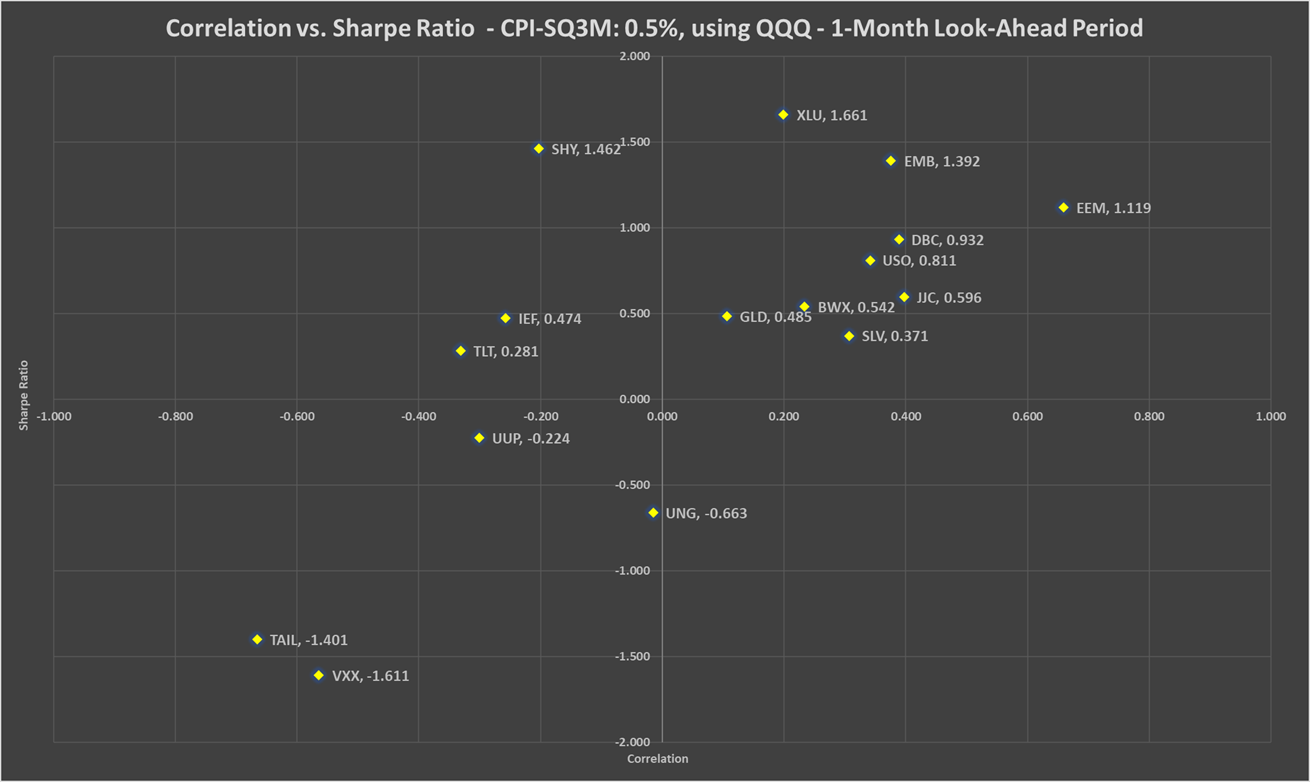 Correlation vs. Sharpe Ratio - CPI-SQ3M: 0.5%, using QQQ - 1-Month Look-Ahead Period
2.000
XLU, 1.661
SHY, 1.462
1.500
EMB, 1.392
EEM, 1.119
1.000
DBC, 0.932
USO, 0.811
JJC, 0.596
BWX, 0.542
0.500
GLD, 0.485
IEF, 0.474
SLV, 0.371
TLT, 0.281
Sharpe Ratio
0.000
-1.000 -0.800 -0.600 -0.400 -0.200 0.000 0.200 0.400 0.600 0.800 1.000
UUP, -0.224
-0.500
UNG, -0.663
-1.000
TAIL, -1.401
-1.500
VXX, -1.611
-2.000
Correlation